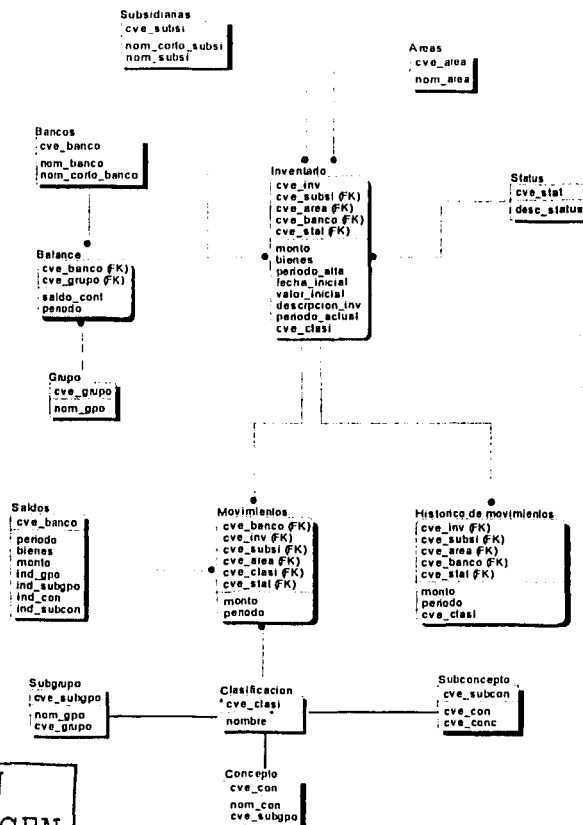 Subsidiarias
cve_subsi
nom_corto_subsi
nom_subsi
Areas
cve_area
nom_area
Bancos
cve_banco
nom_banco
nom_corto_banco
Inventario
cve_inv
cve_subsi (FK)
cve_area (FK)
cve_banco (FK)
cve_stat (FK)
monto
bienes
periodo_alta
fecha_inicial
valor_inicial
descrpcion_inv
periodo_actual
cve_clasi
Status
cve_stat
desc_status
Balance
cve_banco (FK)
cve_grupo (FK)
saldo_cont
periodo
Grupo
cve_grupo
nom_gpo
Saldos
cve_banco
periodo
bienes
monto
ind_gpo
ind_subgpo
ind_con
ind_subcon
Movimientos
cve_banco (FK)
cve_inv (FK)
cve_subsi (FK)
cve_area (FK)
cve_clasi (FK)
cve_stat (FK)
monto
periodo
Historico de movimientos
cve_inv (FK)
cve_subsi (FK)
cve_area (FK)
cve_banco (FK)
cve_stat (FK)
monto
periodo
cve_clasi
Subgrupo
cve_subgpo
nom_gpo
cve_grupo
Clasificacion
cve_clasi
nombre
Subconcepto
cve_subcon
cve_con
cve_conc
Concepto
cve_con
nom_con
cve_subgpo
GEN